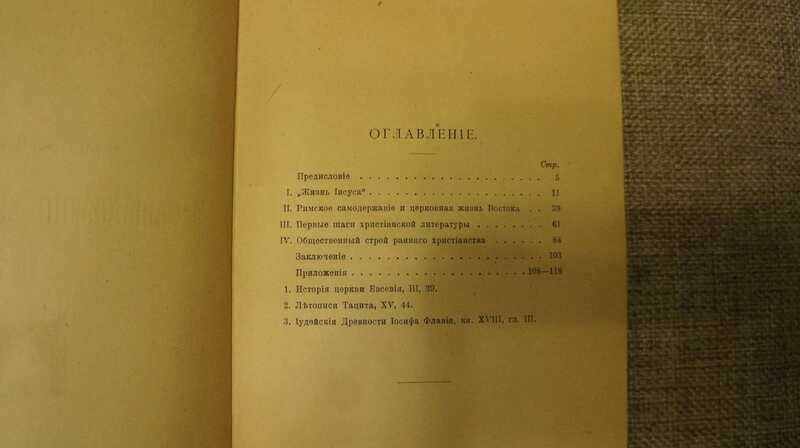 ОГЛАВЛЕНІЕ.
Стр.
Предисловіе . . . . . . . . . . . . . . . . . . . . 5
I. „Жизнь Іисуса“ . . . . . . . . . . . . . . . . . . . 11
II. Римское самодержавіе и церковная жизнь Востока . . 39
III. Первые шаги христіанской литературы . . . . . . . . 61
IV. Общественный строй ранняго христіанства . . . . . . 84
Заключеніе . . . . . . . . . . . . . . . . . . . . . 103
Приложенія . . . . . . . . . . . . . . . . . . . . 108—118
1. Исторія церкви Евсевія, III, 39.
2. Лѣтописи Тацита, XV, 44.
3. Іудейскія Древности Іосифа Флавія, кн. XVIII, гл. III.